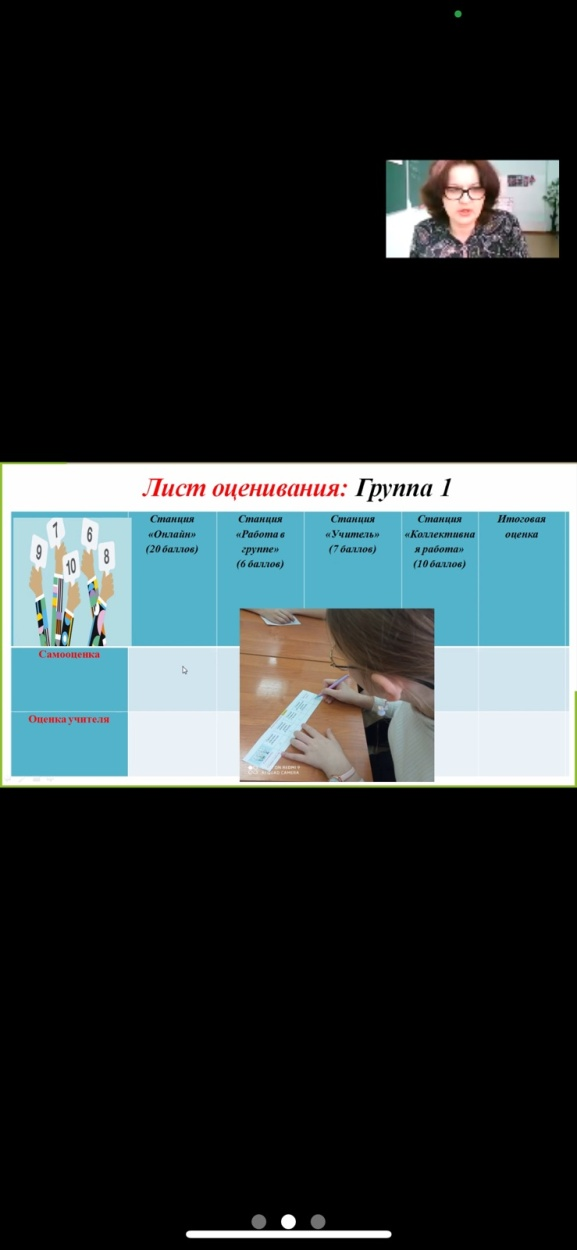 Лист оценивания: Группа 1
7
6
9
10
8
Станция
«Онлайн»
(20 баллов)
Станция
«Работа в
группе»
(6 баллов)
Станция
«Учитель»
(7 баллов)
Станция
«Коллективна
я работа»
(10 баллов)
Итоговая
оценка
Самооценка
Оценка учителя